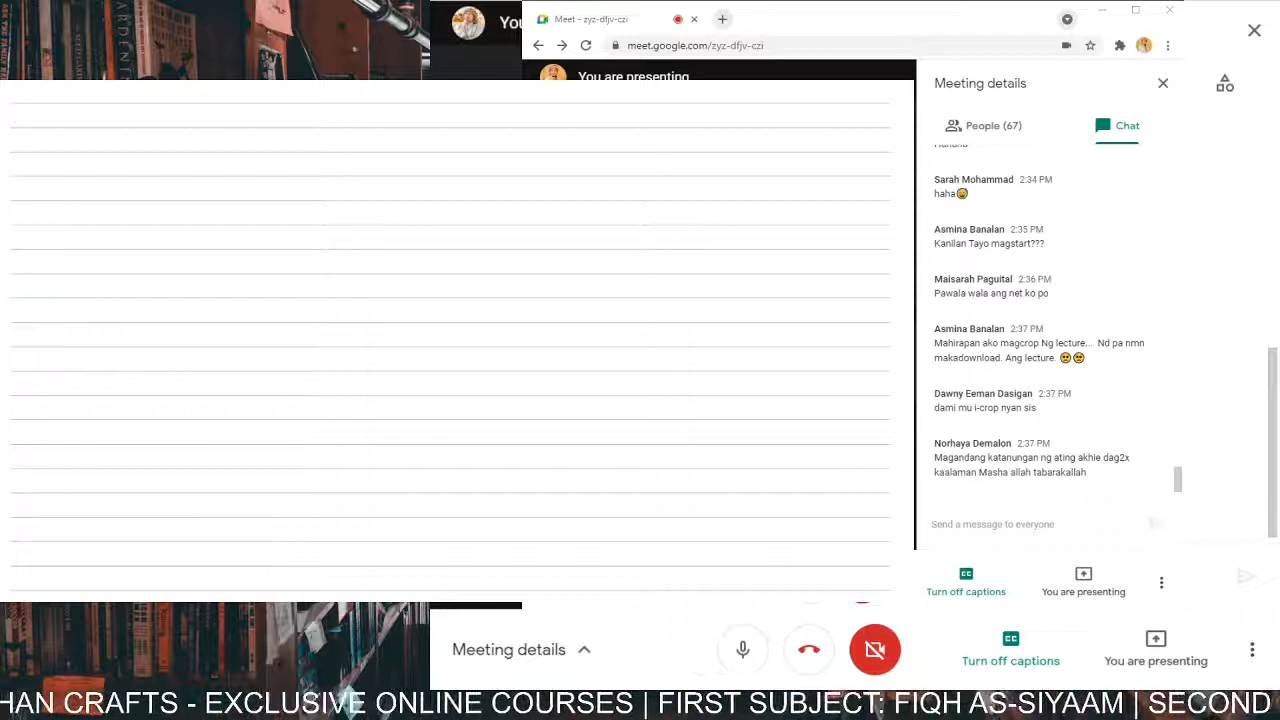 You
Meet - zyz-dfjv-czi
meet.google.com/zyz-dfjv-czi
You are presenting
Meeting details
People (67)
Chat
Sarah Mohammad 2:34 PM
haha😅
Asmina Banalan 2:35 PM
Kanilan Tayo magstart???
Maisarah Paguital 2:36 PM
Pawala wala ang net ko po
Asmina Banalan 2:37 PM
Mahirapan ako magcrop Ng lecture.... Nd pa nmn
makadownload. Ang lecture.
Dawny Eeman Dasigan 2:37 PM
dami mu i-crop nyan sis
Norhaya Demalon 2:37 PM
Magandang katanungan ng ating akhie dag2x
kaalaman Masha allah tabarakallah
Send a message to everyone
CC
Turn off captions
You are presenting
Meeting details
CC
Turn off captions
You are presenting
HAN CRAFTS - EXCLUSIVE ONLINE COURSES | FIRST SUBJECT: FIQH AS-SIYAAM | SECOND